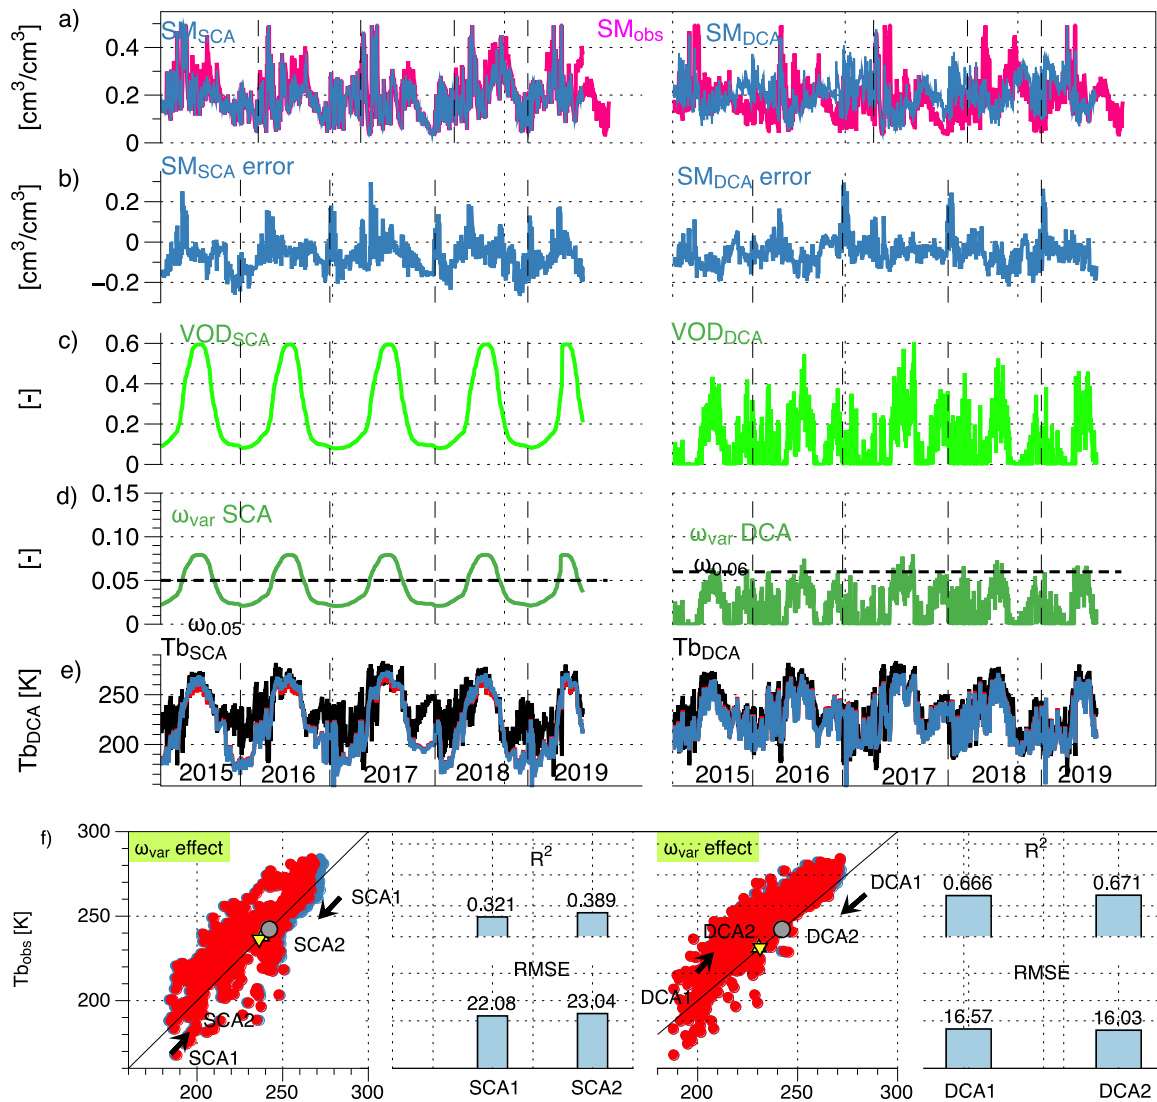 a)
SM_SCA
SM_obs
SM_DCA
[cm³/cm³]
0.4
0.2
0
b)
SM_SCA error
SM_DCA error
[cm³/cm³]
0.2
0
−0.2
c)
VOD_SCA
VOD_DCA
[-]
0.6
0.4
0.2
0
d)
ω_var SCA
ω_var DCA
[-]
0.15
0.10
0.05
0
ω_0.05
ω_0.06
e)
Tb_SCA
Tb_DCA
Tb_DCA [K]
250
200
2015 2016 2017 2018 2019
2015 2016 2017 2018 2019
f)
Tb_obs [K]
300
250
200
ω_var effect
SCA1
SCA2
SCA2
SCA1
200 250 300
R²
0.321 0.389
RMSE
22.08 23.04
SCA1 SCA2
ω_var effect
DCA1
DCA2
DCA2
DCA1
200 250 300
R²
0.666 0.671
RMSE
16,57 16,03
DCA1 DCA2